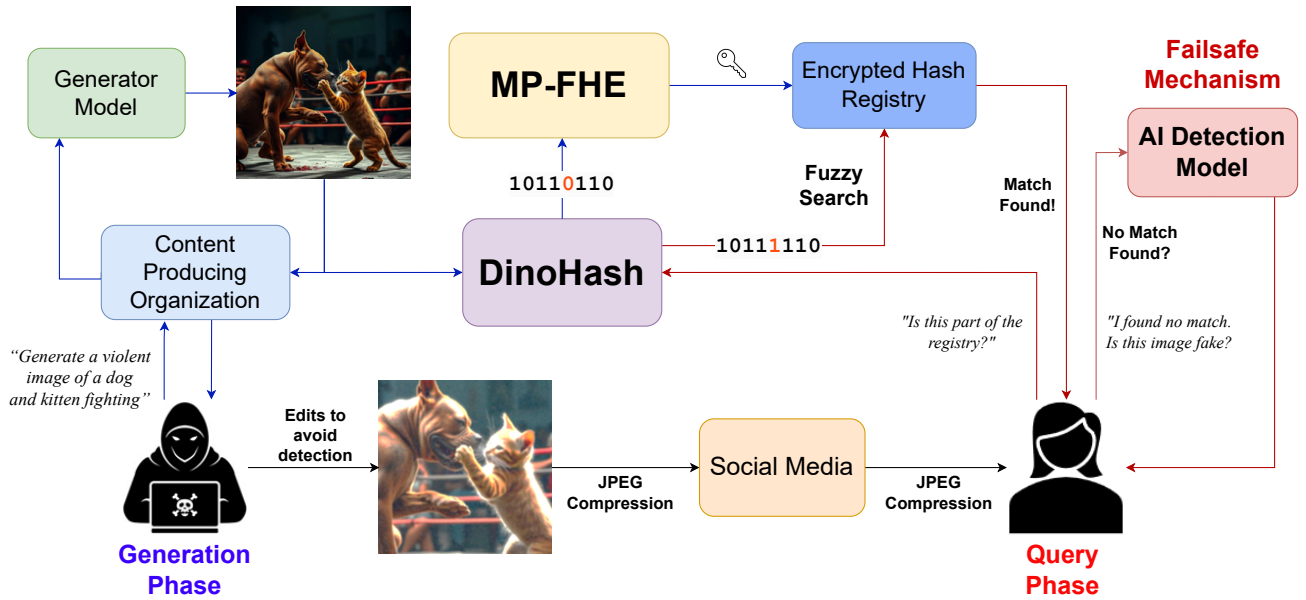 Generator
Model
MP-FHE
Encrypted Hash
Registry
Failsafe
Mechanism
AI Detection
Model
10110110
Fuzzy
Search
Match
Found!
No Match
Found?
Content
Producing
Organization
DinoHash
10111110
“Generate a violent
image of a dog
and kitten fighting”
"Is this part of the
registry?"
"I found no match.
Is this image fake?
Edits to
avoid
detection
JPEG
Compression
Social Media
JPEG
Compression
Generation
Phase
Query
Phase